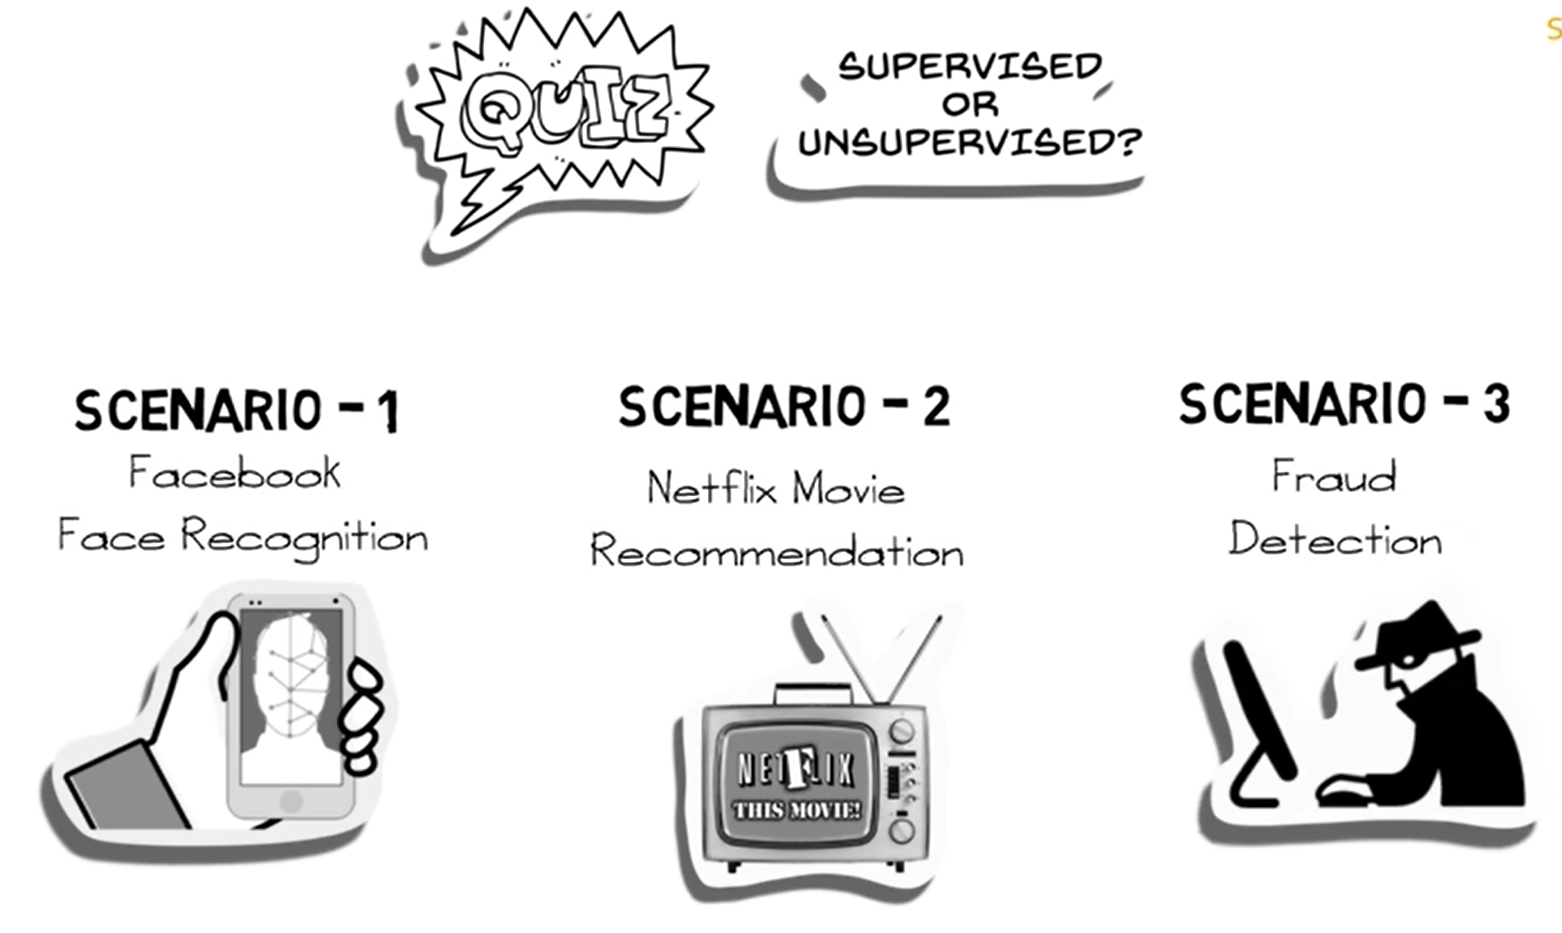 QUIZ
SUPERVISED
OR
UNSUPERVISED?
S
SCENARIO - 1
Facebook
Face Recognition
SCENARIO - 2
Netflix Movie
Recommendation
NETFLIX
THIS MOVIE!
SCENARIO - 3
Fraud
Detection